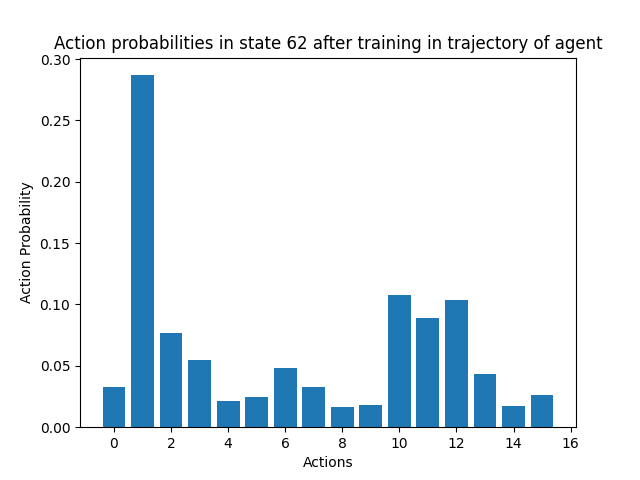 Action probabilities in state 62 after training in trajectory of agent
0.30
0.25
0.20
0.15
0.10
0.05
0.00
Action Probability
0 2 4 6 8 10 12 14 16
Actions